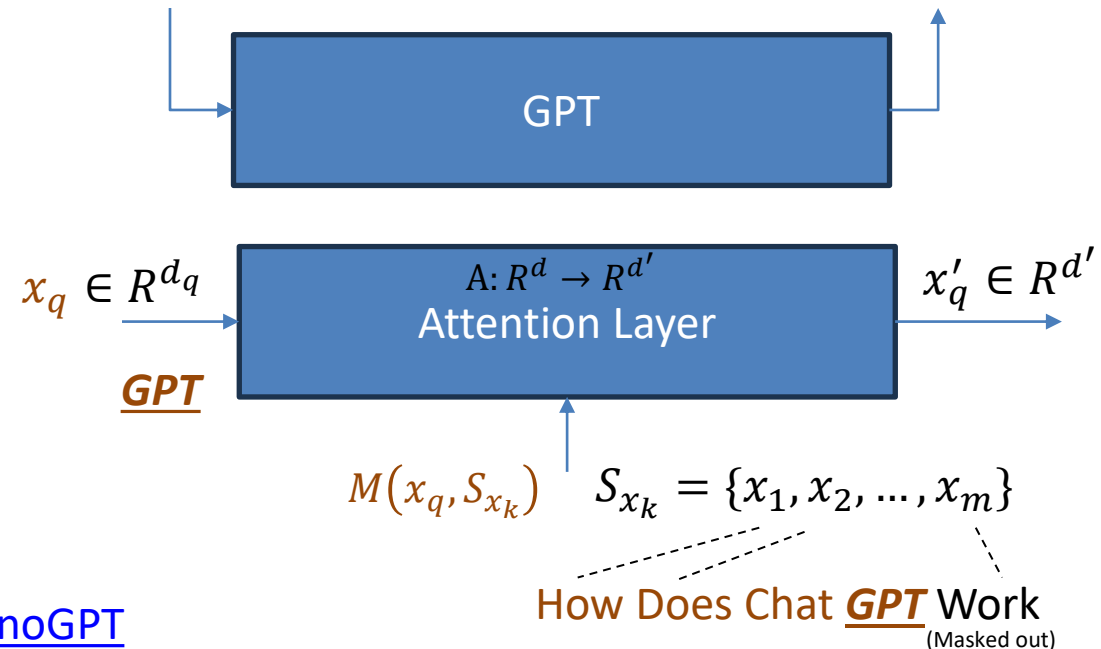 GPT
x_q ∈ R^{d_q}
A: R^d → R^{d'}
Attention Layer
x'_q ∈ R^{d'}
GPT
M(x_q, S_{x_k})
S_{x_k} = {x_1, x_2, ..., x_m}
How Does Chat GPT Work
(Masked out)
noGPT